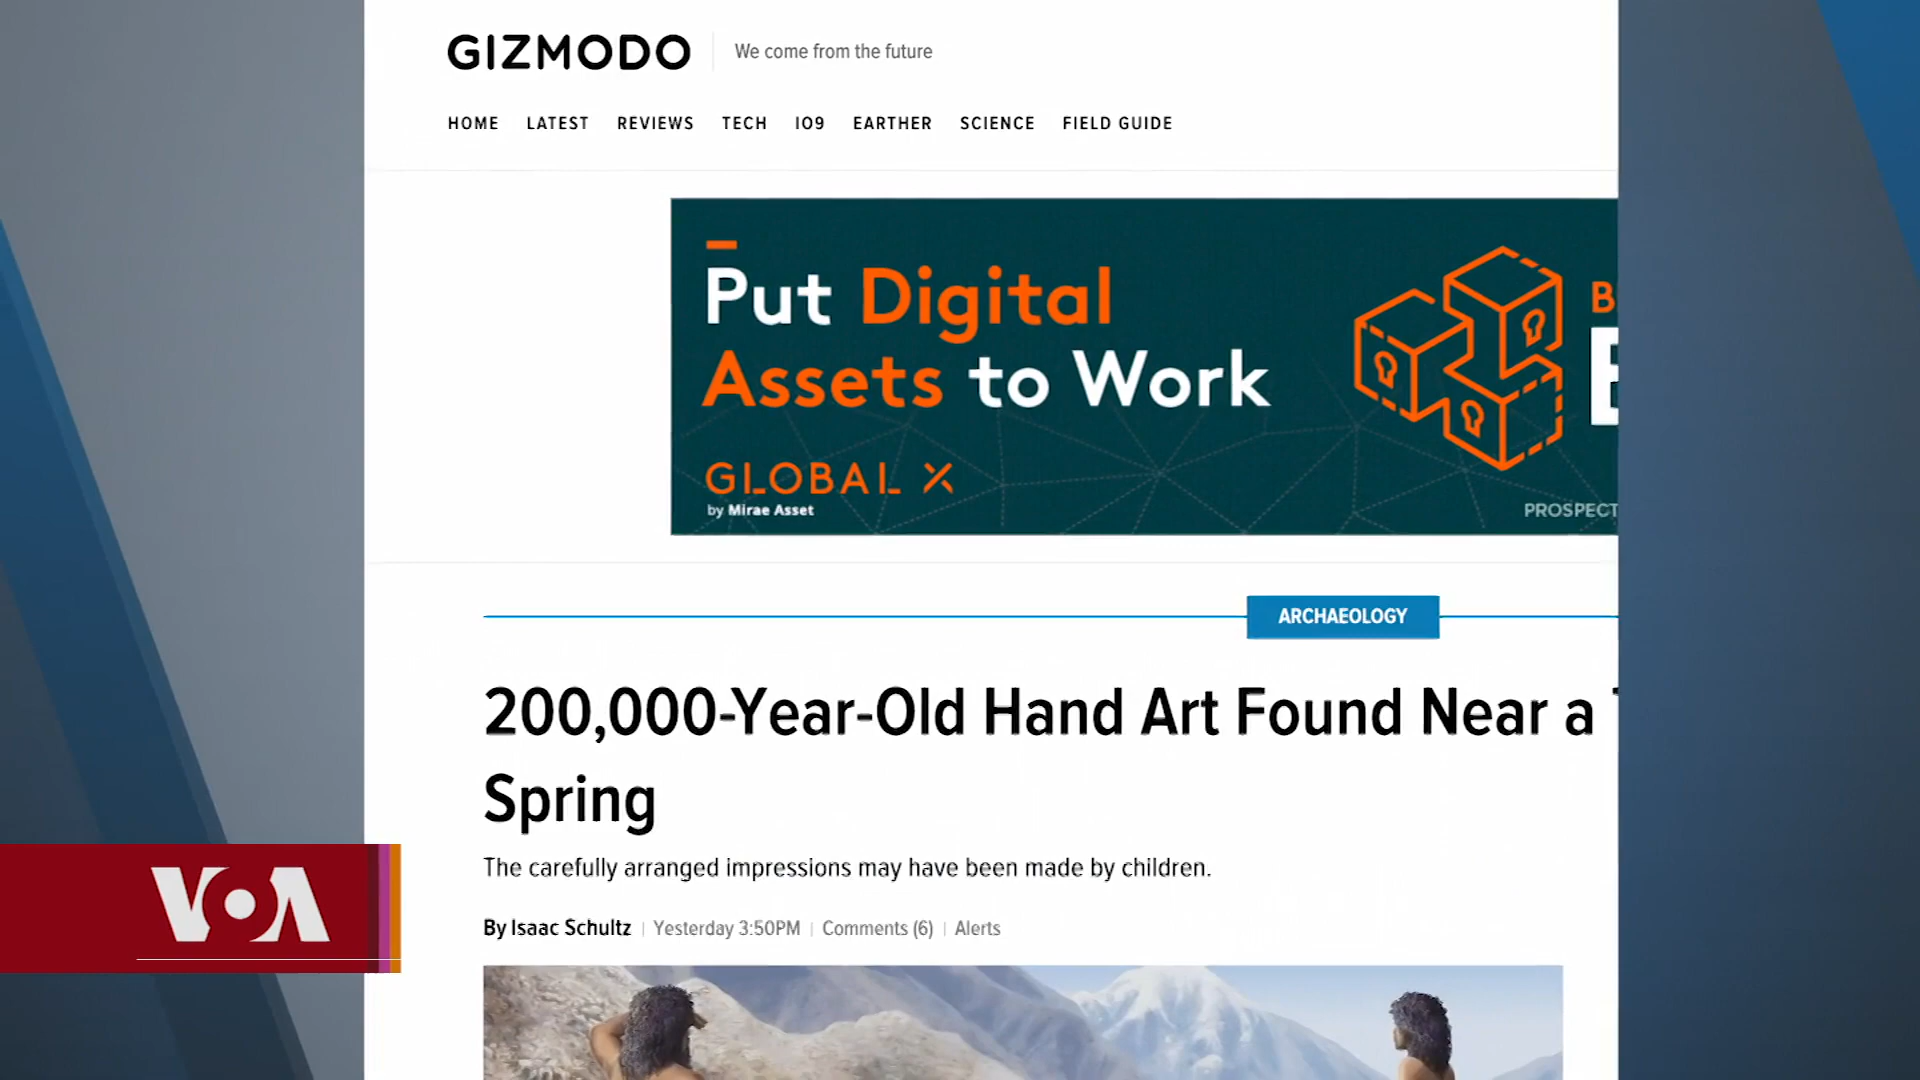 GIZMODO
We come from the future
HOME LATEST REVIEWS TECH IO9 EARTHER SCIENCE FIELD GUIDE
Put Digital
Assets to Work
GLOBAL X
by Mirae Asset
PROSPECT
ARCHAEOLOGY
200,000-Year-Old Hand Art Found Near a
Spring
The carefully arranged impressions may have been made by children.
By Isaac Schultz | Yesterday 3:50PM | Comments (6) | Alerts
VOA